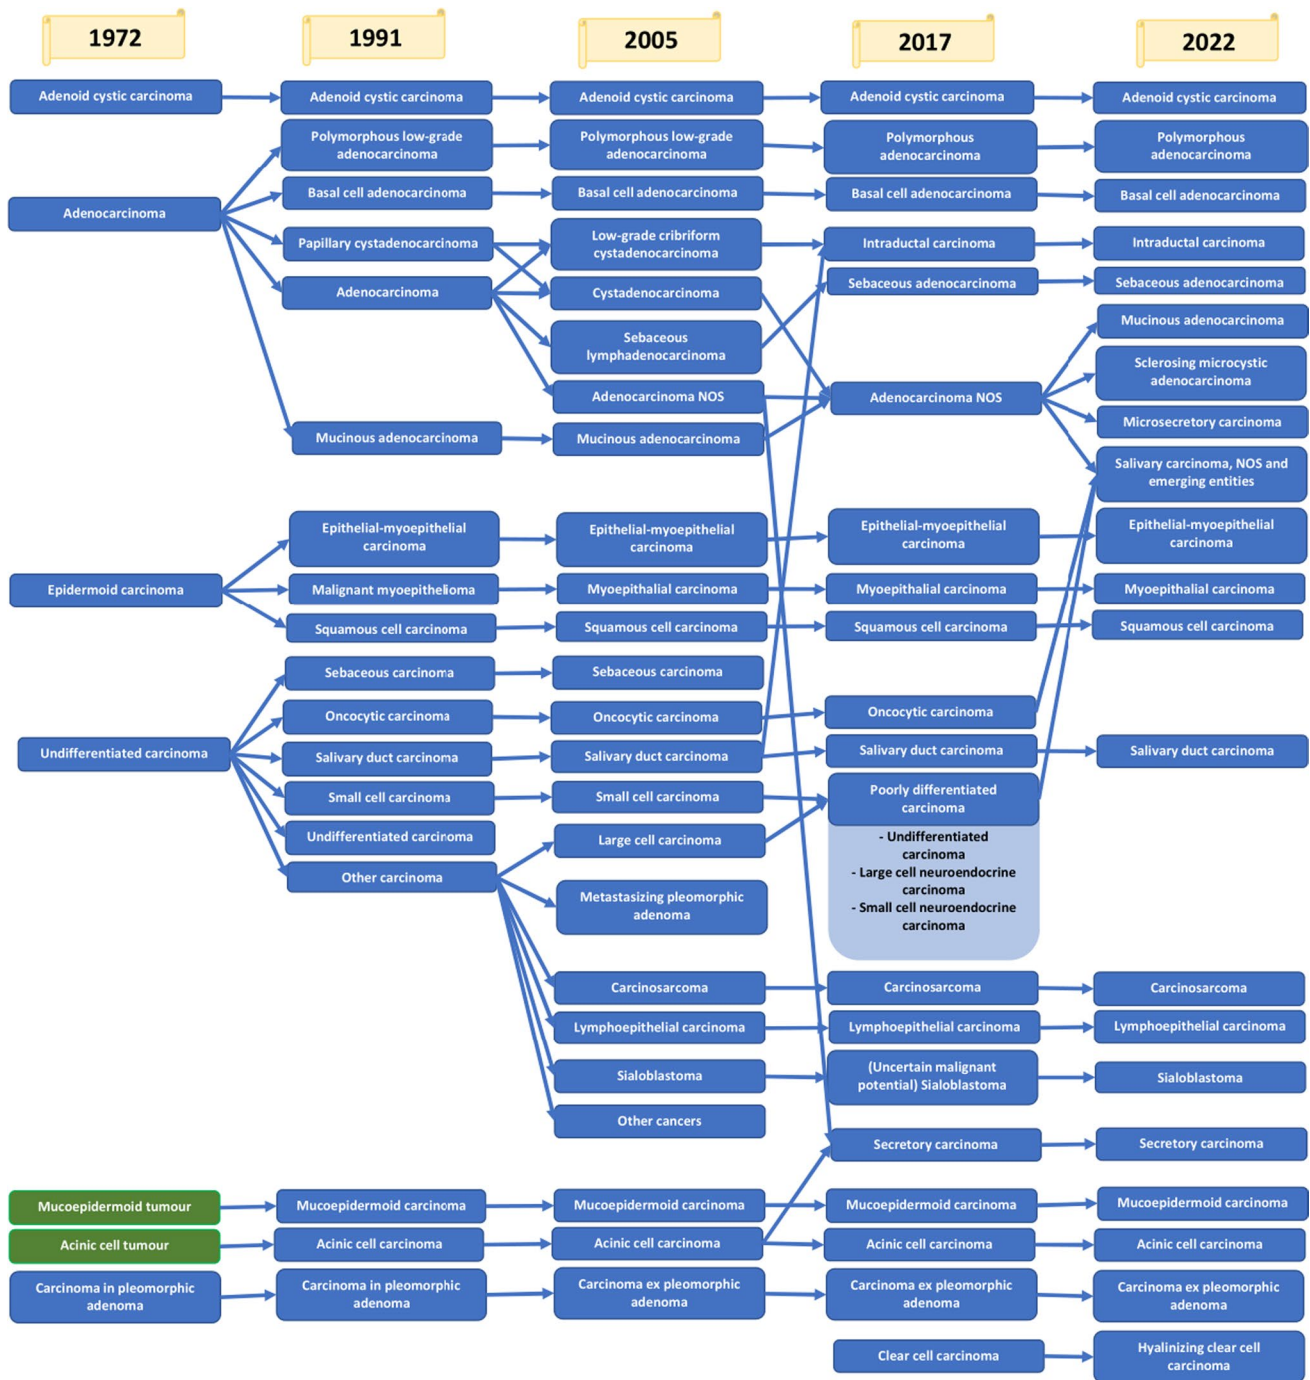 1972
1991
2005
2017
2022
Adenoid cystic carcinoma
Adenoid cystic carcinoma
Adenoid cystic carcinoma
Adenoid cystic carcinoma
Adenoid cystic carcinoma
Polymorphous low-grade
adenocarcinoma
Polymorphous low-grade
adenocarcinoma
Polymorphous
adenocarcinoma
Polymorphous
adenocarcinoma
Adenocarcinoma
Basal cell adenocarcinoma
Basal cell adenocarcinoma
Basal cell adenocarcinoma
Basal cell adenocarcinoma
Papillary cystadenocarcinoma
Low-grade cribriform
cystadenocarcinoma
Intraductal carcinoma
Intraductal carcinoma
Adenocarcinoma
Cystadenocarcinoma
Sebaceous adenocarcinoma
Sebaceous adenocarcinoma
Sebaceous
lymphadenocarcinoma
Mucinous adenocarcinoma
Sclerosing microcystic
adenocarcinoma
Adenocarcinoma NOS
Adenocarcinoma NOS
Microsecretory carcinoma
Mucinous adenocarcinoma
Mucinous adenocarcinoma
Salivary carcinoma, NOS and
emerging entities
Epidermoid carcinoma
Epithelial-myoepithelial
carcinoma
Epithelial-myoepithelial
carcinoma
Epithelial-myoepithelial
carcinoma
Epithelial-myoepithelial
carcinoma
Malignant myoepithelioma
Myoepithalial carcinoma
Myoepithalial carcinoma
Myoepithalial carcinoma
Squamous cell carcinoma
Squamous cell carcinoma
Squamous cell carcinoma
Squamous cell carcinoma
Undifferentiated carcinoma
Sebaceous carcinoma
Sebaceous carcinoma
Oncocytic carcinoma
Oncocytic carcinoma
Oncocytic carcinoma
Salivary duct carcinoma
Salivary duct carcinoma
Salivary duct carcinoma
Salivary duct carcinoma
Small cell carcinoma
Small cell carcinoma
Poorly differentiated
carcinoma
- Undifferentiated
carcinoma
- Large cell neuroendocrine
carcinoma
- Small cell neuroendocrine
carcinoma
Undifferentiated carcinoma
Large cell carcinoma
Other carcinoma
Metastasizing pleomorphic
adenoma
Carcinosarcoma
Carcinosarcoma
Carcinosarcoma
Lymphoepithelial carcinoma
Lymphoepithelial carcinoma
Lymphoepithelial carcinoma
Sialoblastoma
(Uncertain malignant
potential) Sialoblastoma
Sialoblastoma
Other cancers
Secretory carcinoma
Secretory carcinoma
Mucoepidermoid tumour
Mucoepidermoid carcinoma
Mucoepidermoid carcinoma
Mucoepidermoid carcinoma
Mucoepidermoid carcinoma
Acinic cell tumour
Acinic cell carcinoma
Acinic cell carcinoma
Acinic cell carcinoma
Acinic cell carcinoma
Carcinoma in pleomorphic
adenoma
Carcinoma in pleomorphic
adenoma
Carcinoma ex pleomorphic
adenoma
Carcinoma ex pleomorphic
adenoma
Carcinoma ex pleomorphic
adenoma
Clear cell carcinoma
Hyalinizing clear cell
carcinoma